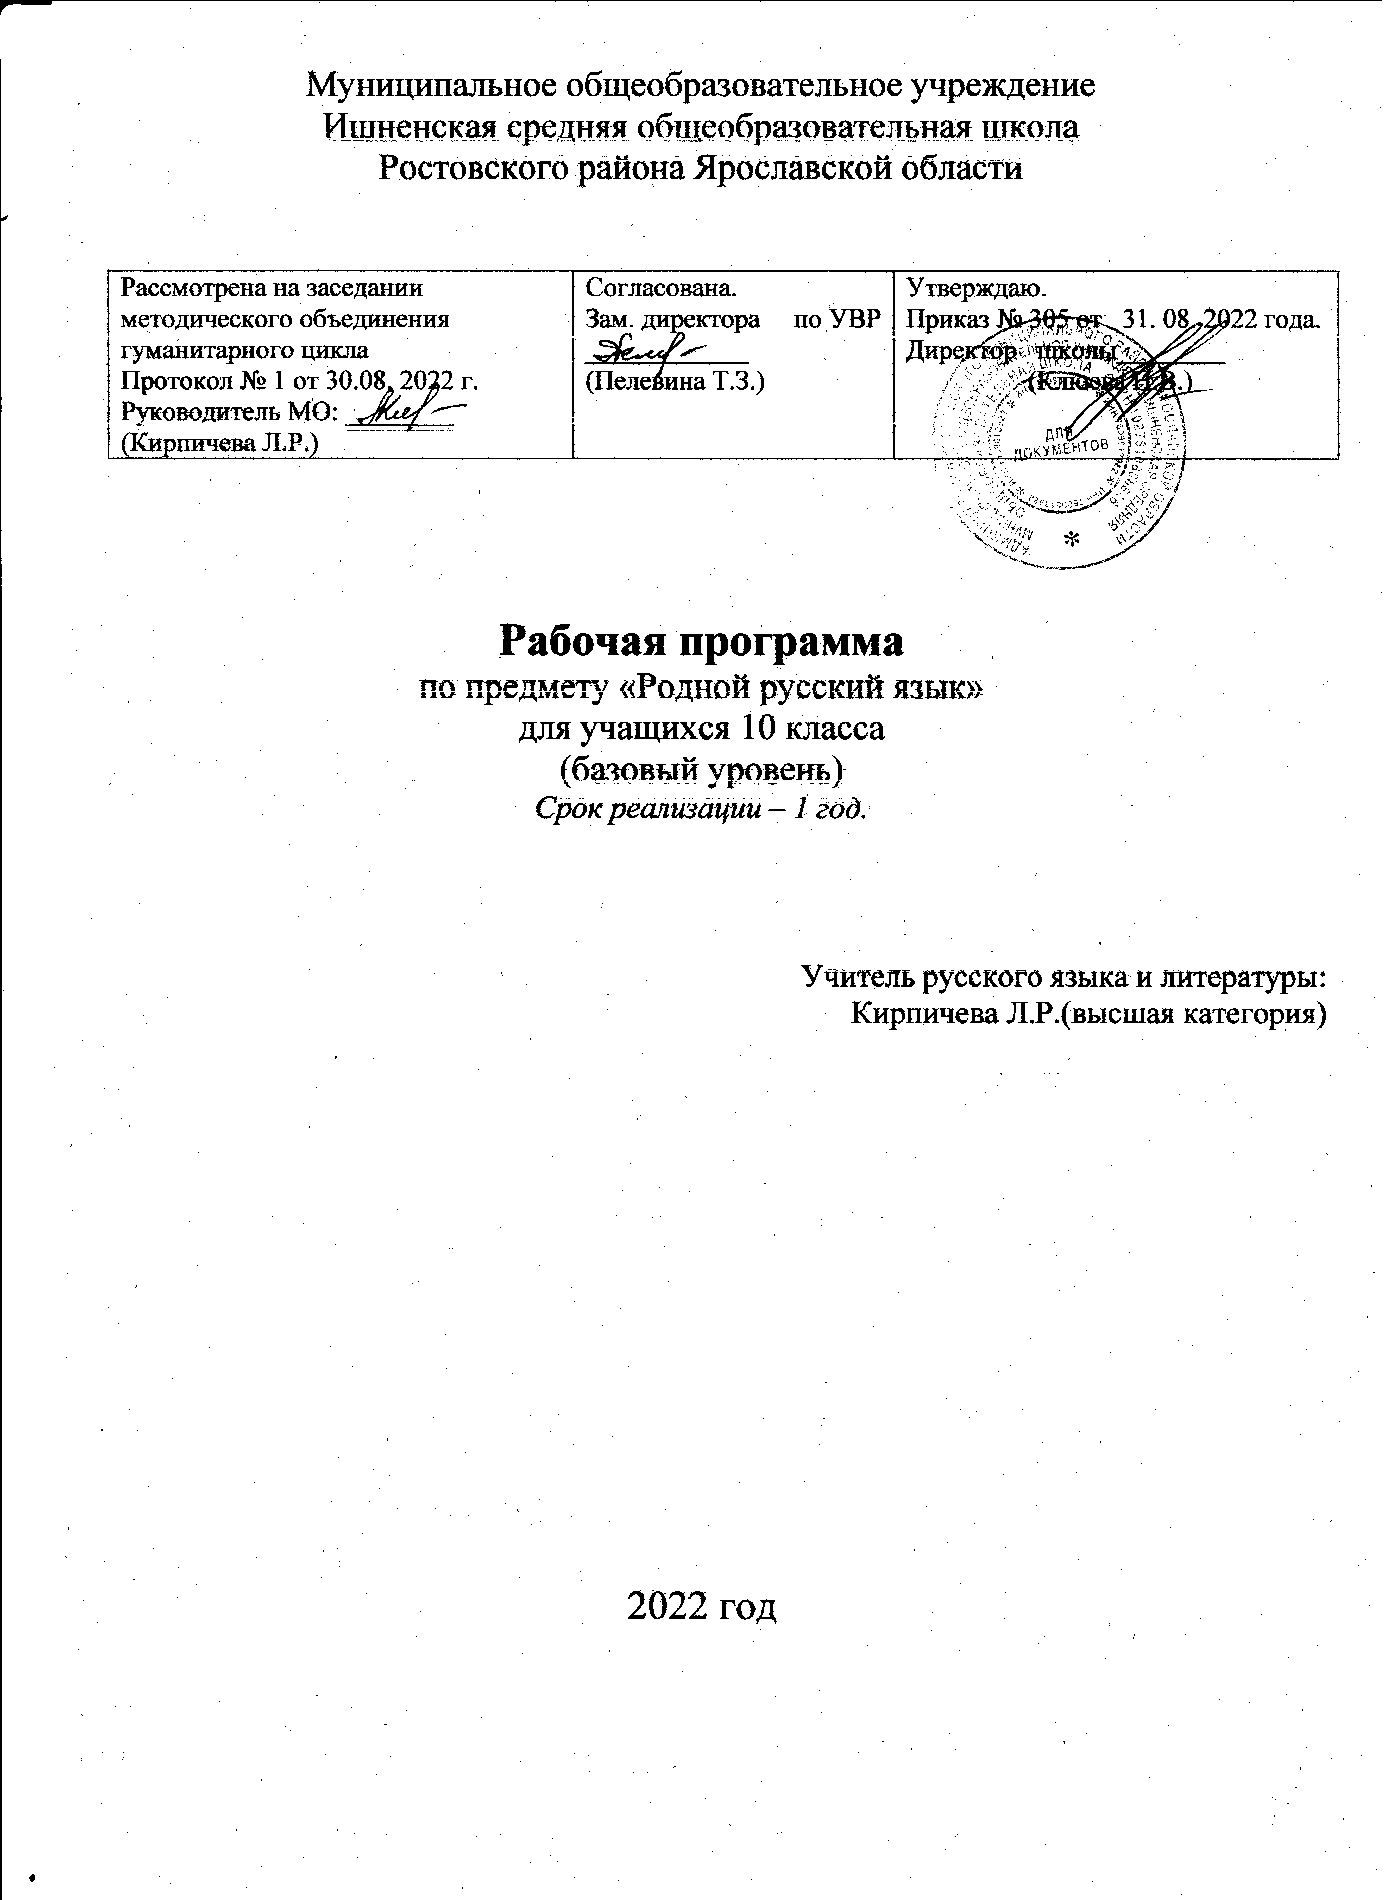 Муниципальное общеобразовательное учреждение
Ишненская средняя общеобразовательная школа
Ростовского района Ярославской области
Рассмотрена на заседании
методического объединения
гуманитарного цикла
Протокол № 1 от 30.08. 2022 г.
Руководитель МО:
(Кирпичева Л.Р.)
Согласована.
Зам. директора по УВР
(Пелевина Т.З.)
Утверждаю.
Приказ № 305 от 31. 08. 2022 года.
Директор школы
ДЛЯ
ДОКУМЕНТОВ
Рабочая программа
по предмету «Родной русский язык»
для учащихся 10 класса
(базовый уровень)
Срок реализации – 1 год.
Учитель русского языка и литературы:
Кирпичева Л.Р.(высшая категория)
2022 год